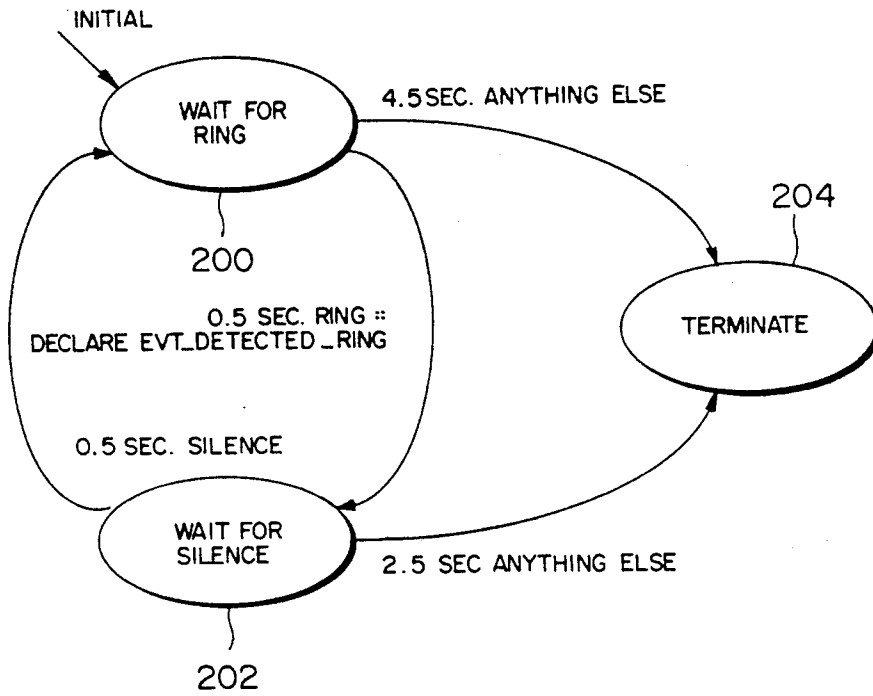 INITIAL
WAIT FOR
RING
4.5 SEC. ANYTHING ELSE
200
204
0.5 SEC. RING ::
DECLARE EVT_DETECTED_RING
TERMINATE
0.5 SEC. SILENCE
WAIT FOR
SILENCE
2.5 SEC ANYTHING ELSE
202